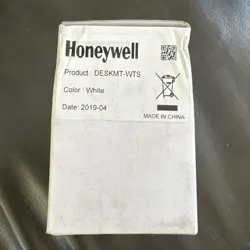 Honeywell
Product : DESKMT-WTS
Color : White
Date: 2019-04
MADE IN CHINA